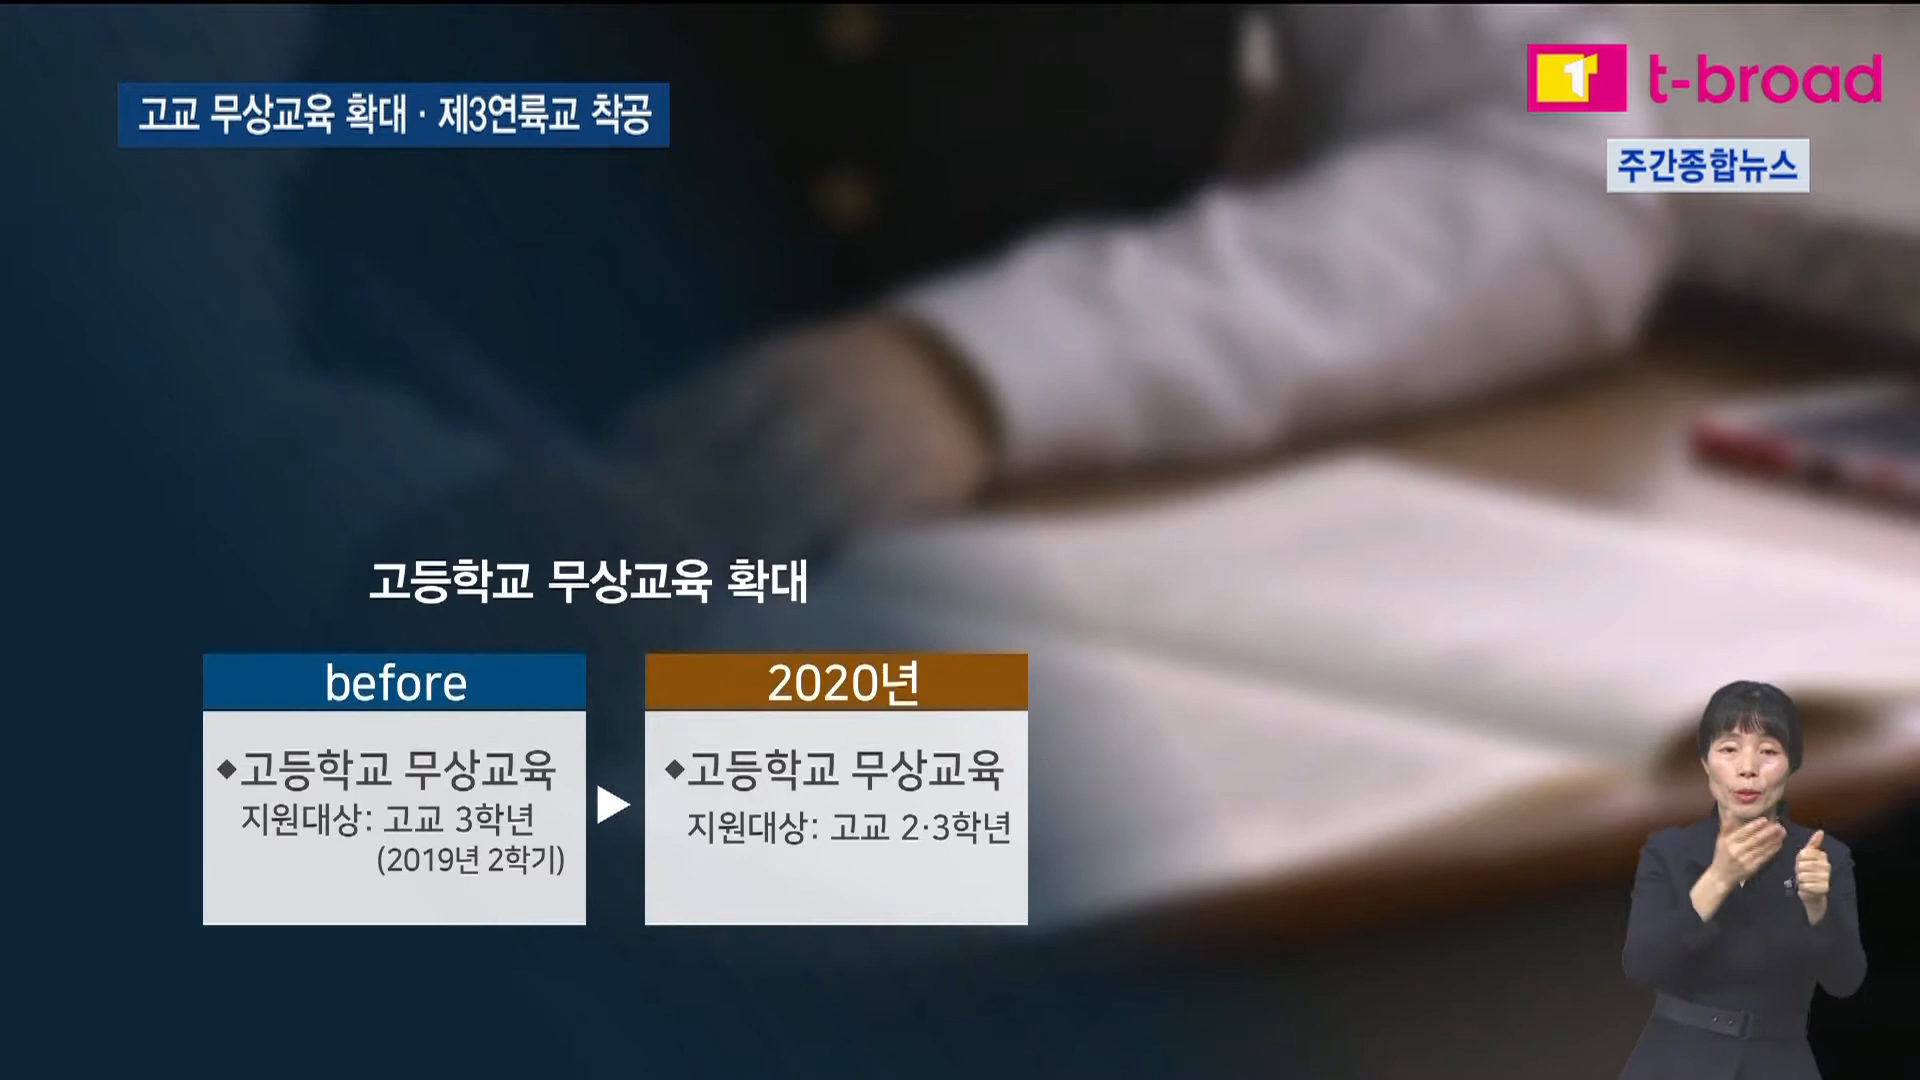 고교 무상교육 확대 · 제3연륙교 착공
t-broad
주간종합뉴스
고등학교 무상교육 확대
before
◆고등학교 무상교육
지원대상: 고교 3학년
(2019년 2학기)
2020년
◆고등학교 무상교육
지원대상: 고교 2·3학년